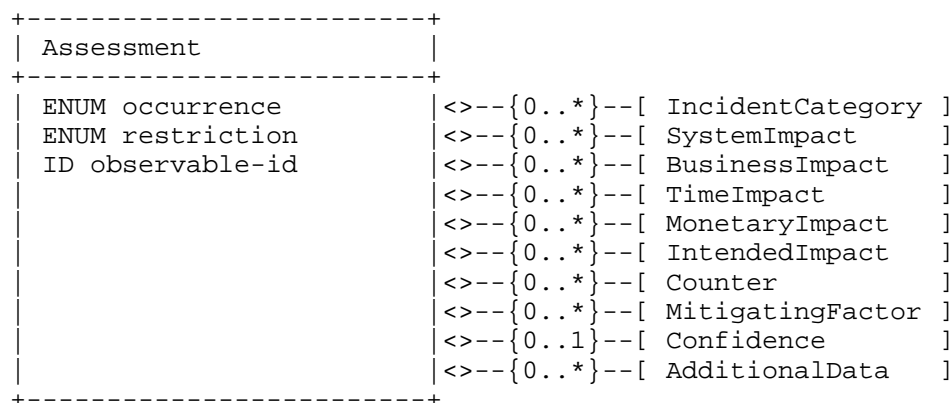 +-------------------------+
| Assessment              |
+-------------------------+
| ENUM occurrence         |<>--{0..*}--[ IncidentCategory ]
| ENUM restriction        |<>--{0..*}--[ SystemImpact     ]
| ID observable-id        |<>--{0..*}--[ BusinessImpact   ]
|                         |<>--{0..*}--[ TimeImpact       ]
|                         |<>--{0..*}--[ MonetaryImpact   ]
|                         |<>--{0..*}--[ IntendedImpact   ]
|                         |<>--{0..*}--[ Counter          ]
|                         |<>--{0..*}--[ MitigatingFactor ]
|                         |<>--{0..1}--[ Confidence       ]
|                         |<>--{0..*}--[ AdditionalData   ]
+-------------------------+